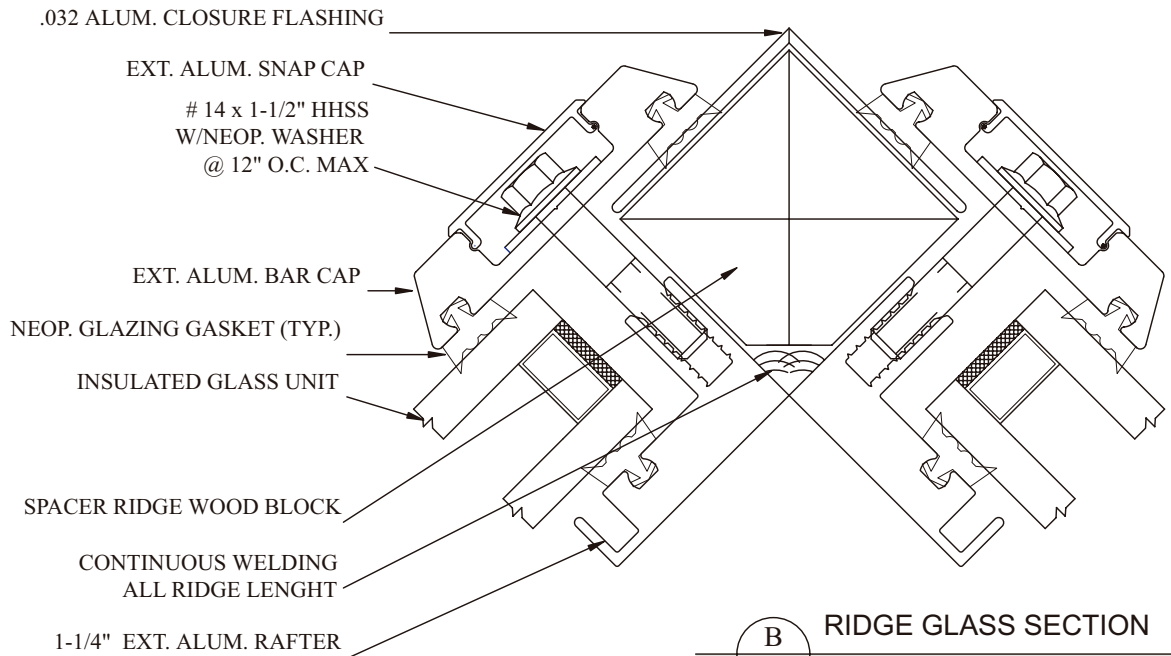 .032 ALUM. CLOSURE FLASHING
EXT. ALUM. SNAP CAP
# 14 x 1-1/2" HHSS
W/NEOP. WASHER
@ 12" O.C. MAX
EXT. ALUM. BAR CAP
NEOP. GLAZING GASKET (TYP.)
INSULATED GLASS UNIT
SPACER RIDGE WOOD BLOCK
CONTINUOUS WELDING
ALL RIDGE LENGHT
1-1/4" EXT. ALUM. RAFTER
B
RIDGE GLASS SECTION